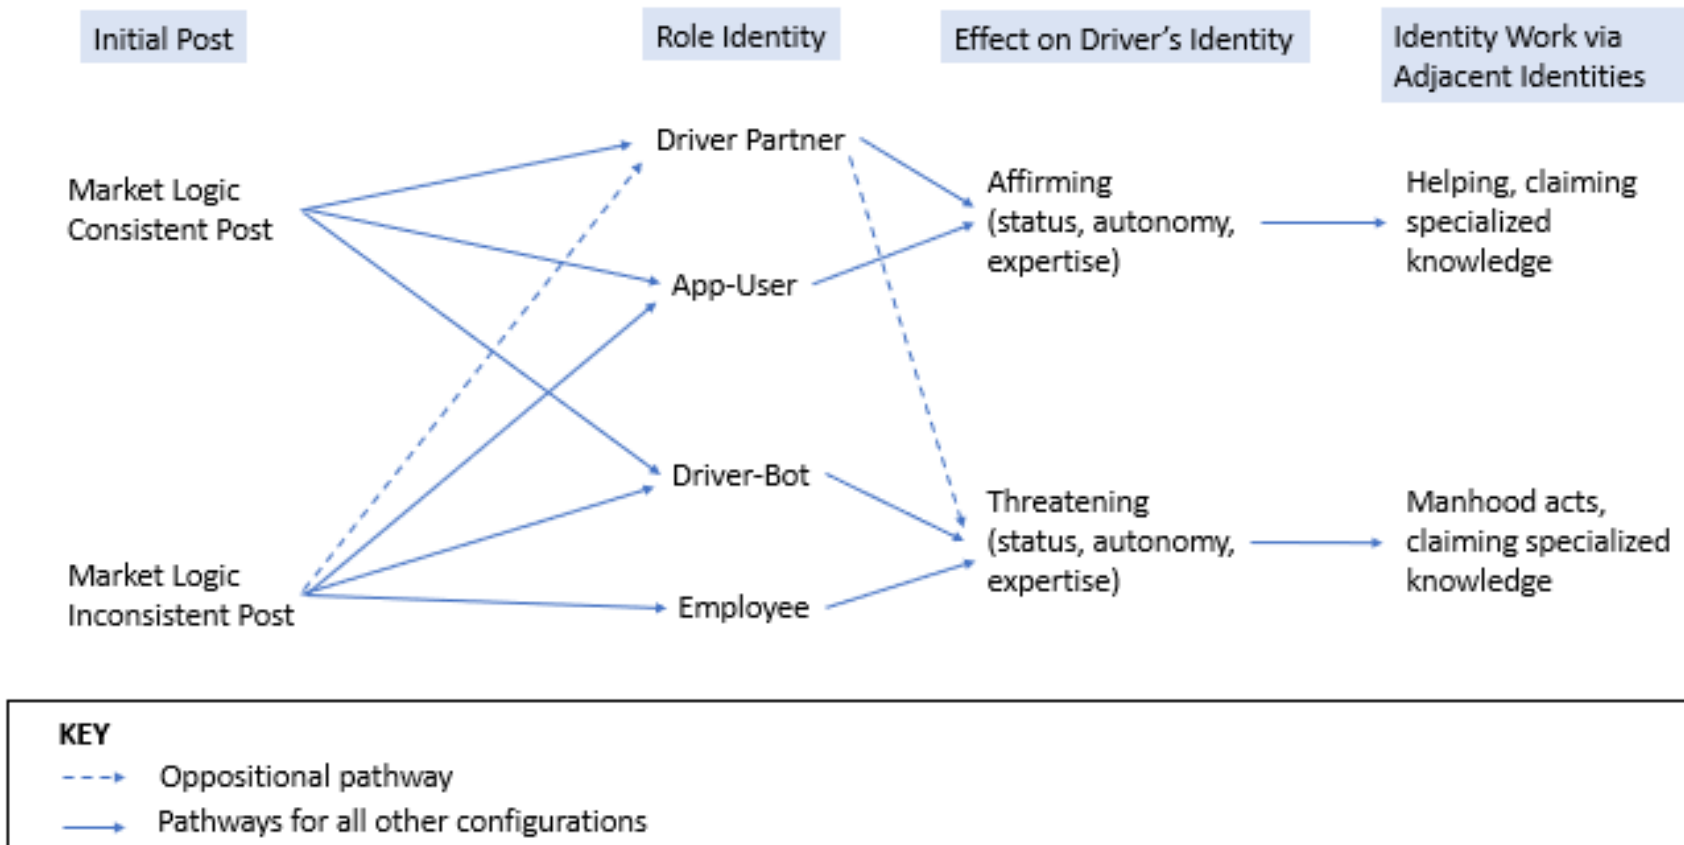 Initial Post
Role Identity
Effect on Driver's Identity
Identity Work via
Adjacent Identities
Market Logic
Consistent Post
Market Logic
Inconsistent Post
Driver Partner
App-User
Driver-Bot
Employee
Affirming
(status, autonomy,
expertise)
Threatening
(status, autonomy,
expertise)
Helping, claiming
specialized
knowledge
Manhood acts,
claiming specialized
knowledge
KEY
Oppositional pathway
Pathways for all other configurations